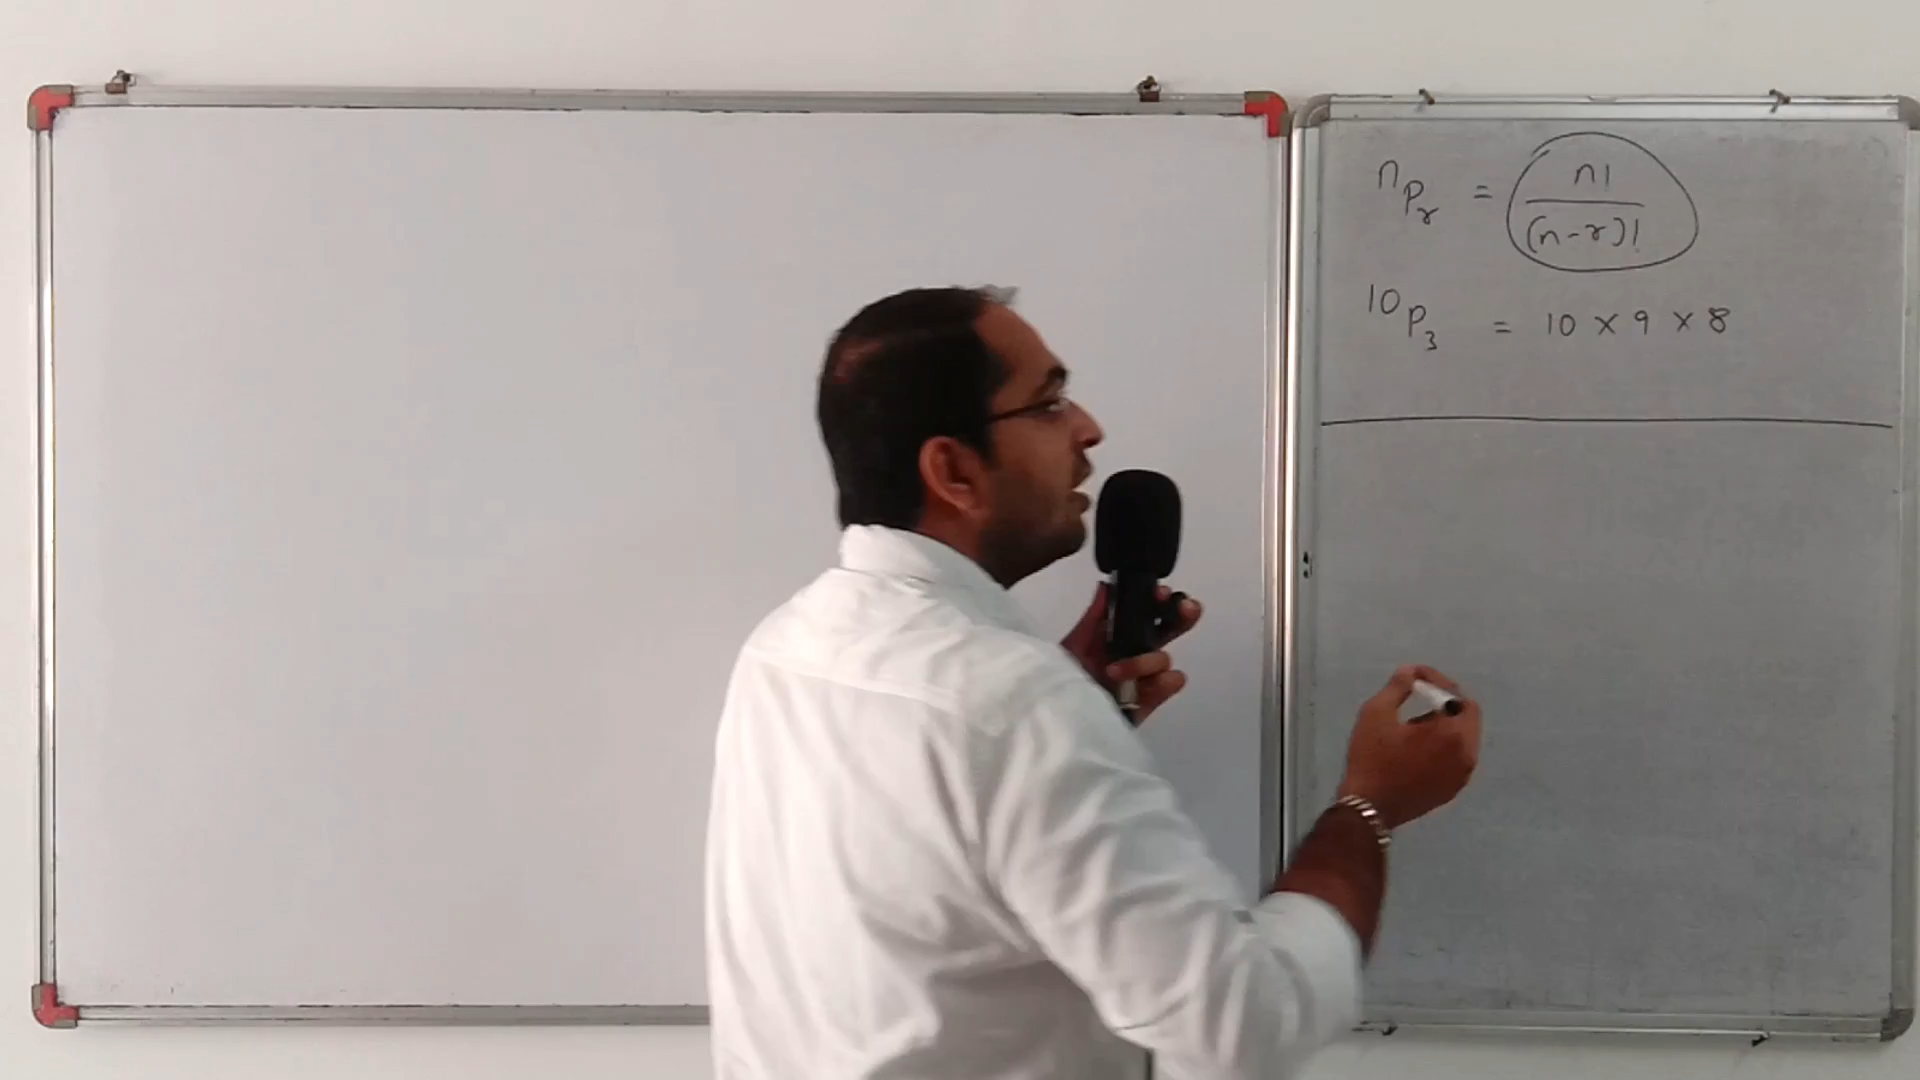 nPr = n! / (n-r)!
10P3 = 10 × 9 × 8